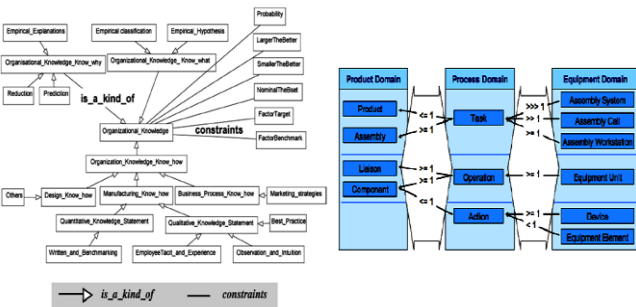 Probability
Empirical_Explanations
Empirical classification
Empirical_Hypothesis
LargerTheBetter
Organisational_Knowledge_Know_why
Organizational_Knowledge_ Know_what
SmallerTheBetter
Reduction
Prediction
NominalTheBset
is_a_kind_of
FactorTarget
Organizational_Knowledge
constraints
FactorBenchmark
Organization_Knowledge_Know_how
Others
Design_Know_how
Manufacturing_Know_how
Business_Process_Know_how
Marketing_strategies
Quantitative_Knowledge_Statement
Qualitative_Knowledge_Statement
Best_Practice
Written_and_Benchmarking
EmployeeTact_and_Experience
Observation_and_Intuition
is_a_kind_of
constraints
Product Domain
Process Domain
Equipment Domain
Product
<= 1
Task
>>> 1
Assembly System
>> 1
Assembly Call
Assembly
>= 1
>= 1
Assembly Workstation
Liaison
>= 1
Operation
>= 1
Equipment Unit
>= 1
Component
<= 1
Action
>= 1
Device
< 1
Equipment Element